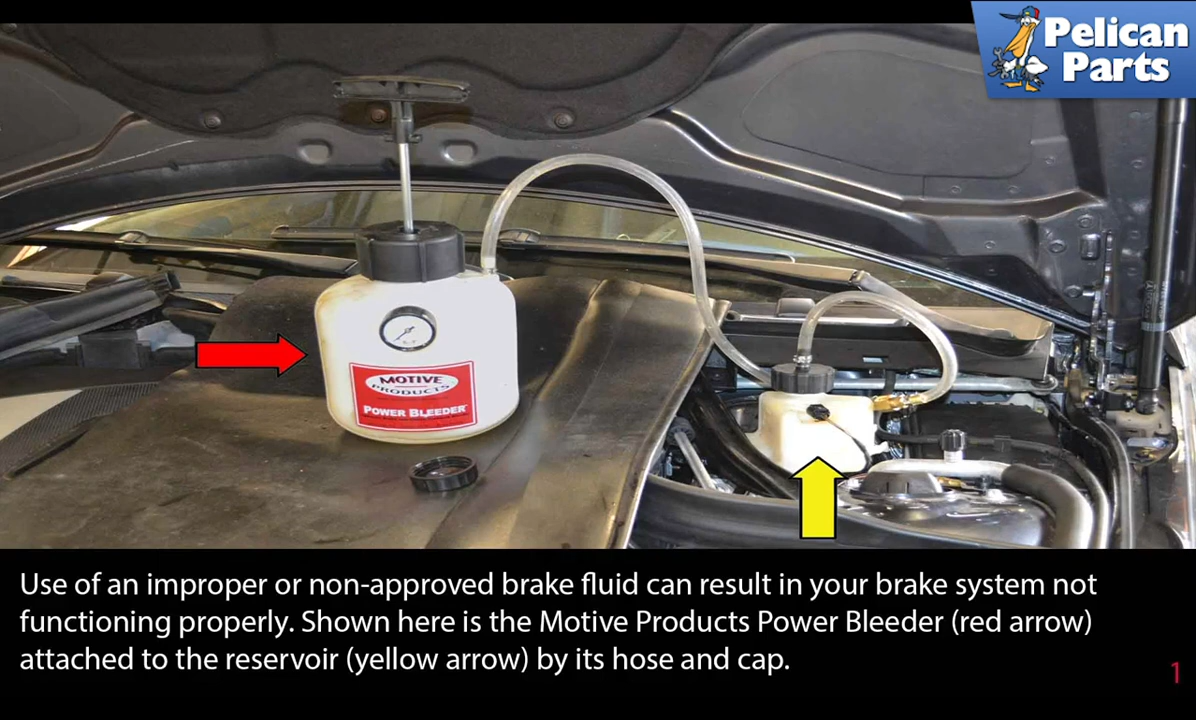 Pelican
Parts
MOTIVE
PRODUCTS
POWER BLEEDER
Use of an improper or non-approved brake fluid can result in your brake system not
functioning properly. Shown here is the Motive Products Power Bleeder (red arrow)
attached to the reservoir (yellow arrow) by its hose and cap.
1